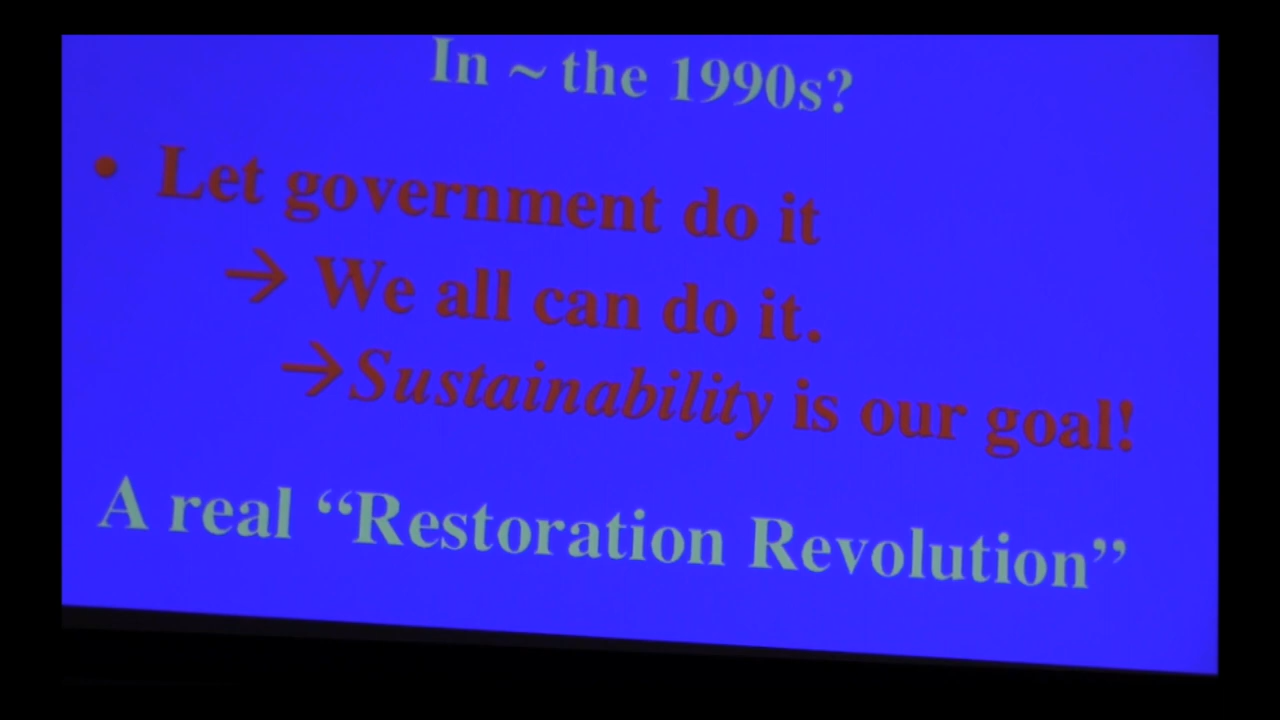 In ~ the 1990s?
• Let government do it
→ We all can do it.
→Sustainability is our goal!
A real “Restoration Revolution”